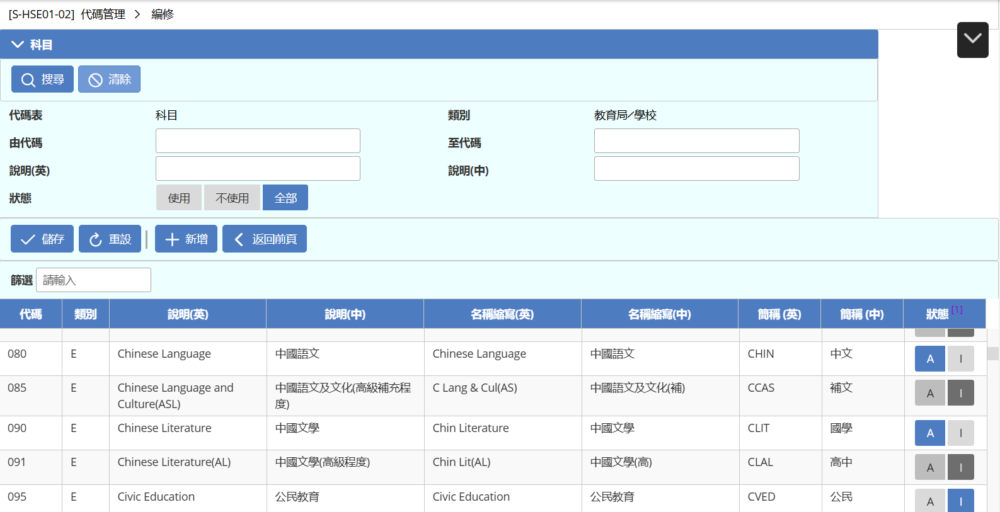 [S-HSE01-02] 代碼管理 > 編修
科目
搜尋 清除
代碼表 科目 類別 教育局/學校
由代碼 至代碼
說明(英) 說明(中)
狀態 使用 不使用 全部
儲存 重設 | 新增 返回前頁
篩選 請輸入
代碼 類別 說明(英) 說明(中) 名稱縮寫(英) 名稱縮寫(中) 簡稱 (英) 簡稱 (中) 狀態 [1]
080 E Chinese Language 中國語文 Chinese Language 中國語文 CHIN 中文 A I
085 E Chinese Language and 中國語文及文化(高級補充程 C Lang & Cul(AS) 中國語文及文化(補) CCAS 補文 A I
Culture(ASL) 度)
090 E Chinese Literature 中國文學 Chin Literature 中國文學 CLIT 國學 A I
091 E Chinese Literature(AL) 中國文學(高級程度) Chin Lit(AL) 中國文學(高) CLAL 高中 A I
095 E Civic Education 公民教育 Civic Education 公民教育 CVED 公民 A I